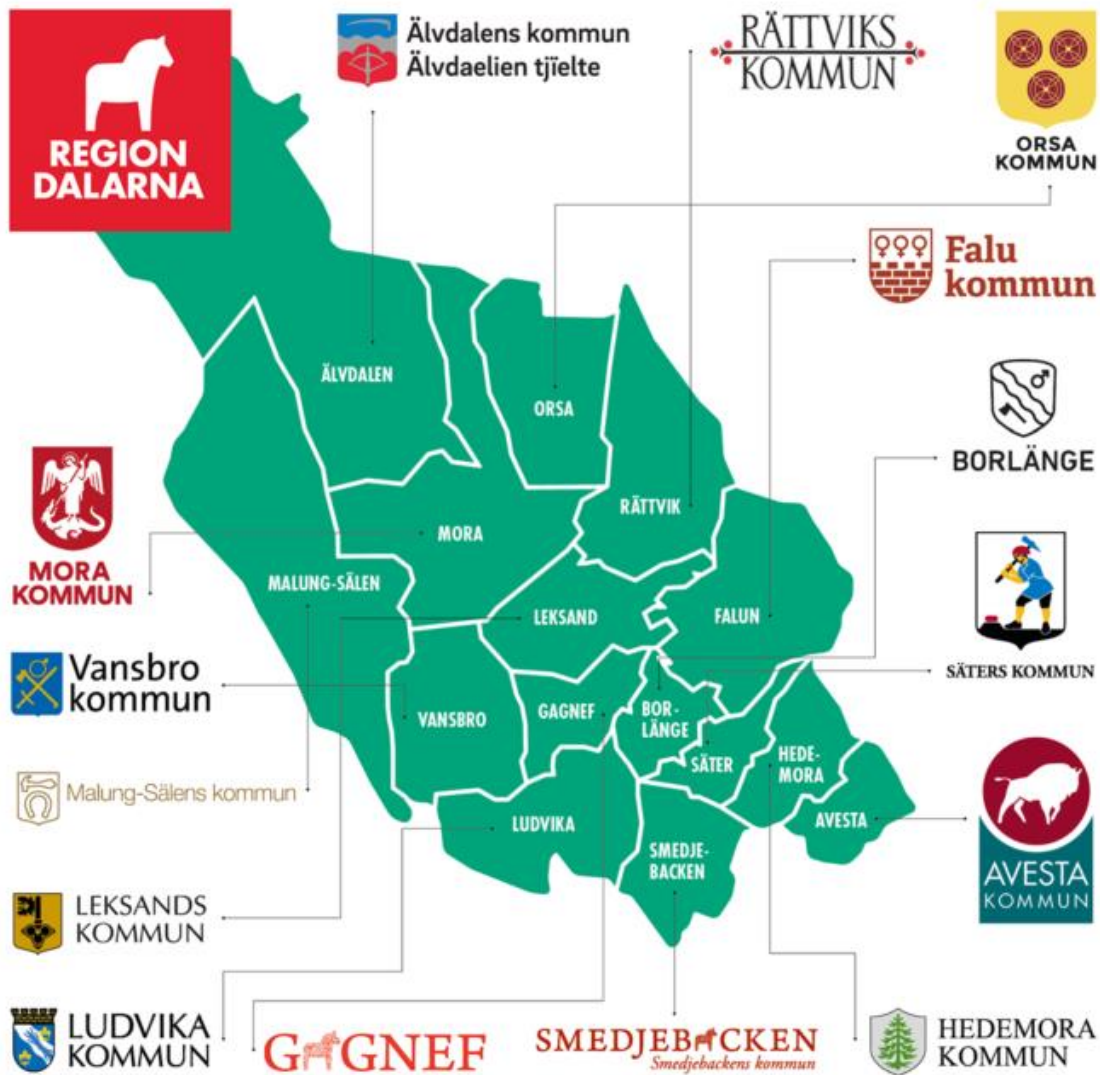 REGION
DALARNA
Älvdalens kommun
Älvdaelien tjïelte
RÄTTVIKS
KOMMUN
ORSA
KOMMUN
Falu
kommun
ÄLVDALEN
ORSA
BORLÄNGE
RÄTTVIK
MORA
MORA
KOMMUN
MALUNG-SÄLEN
LEKSAND
FALUN
SÄTERS KOMMUN
Vansbro
kommun
VANSBRO
GAGNEF
BOR-
LÄNGE
SÄTER
HEDE-
MORA
Malung-Sälens kommun
LUDVIKA
AVESTA
SMEDJE-
BACKEN
AVESTA
KOMMUN
LEKSANDS
KOMMUN
LUDVIKA
KOMMUN
GAGNEF
SMEDJEBACKEN
Smedjebackens kommun
HEDEMORA
KOMMUN